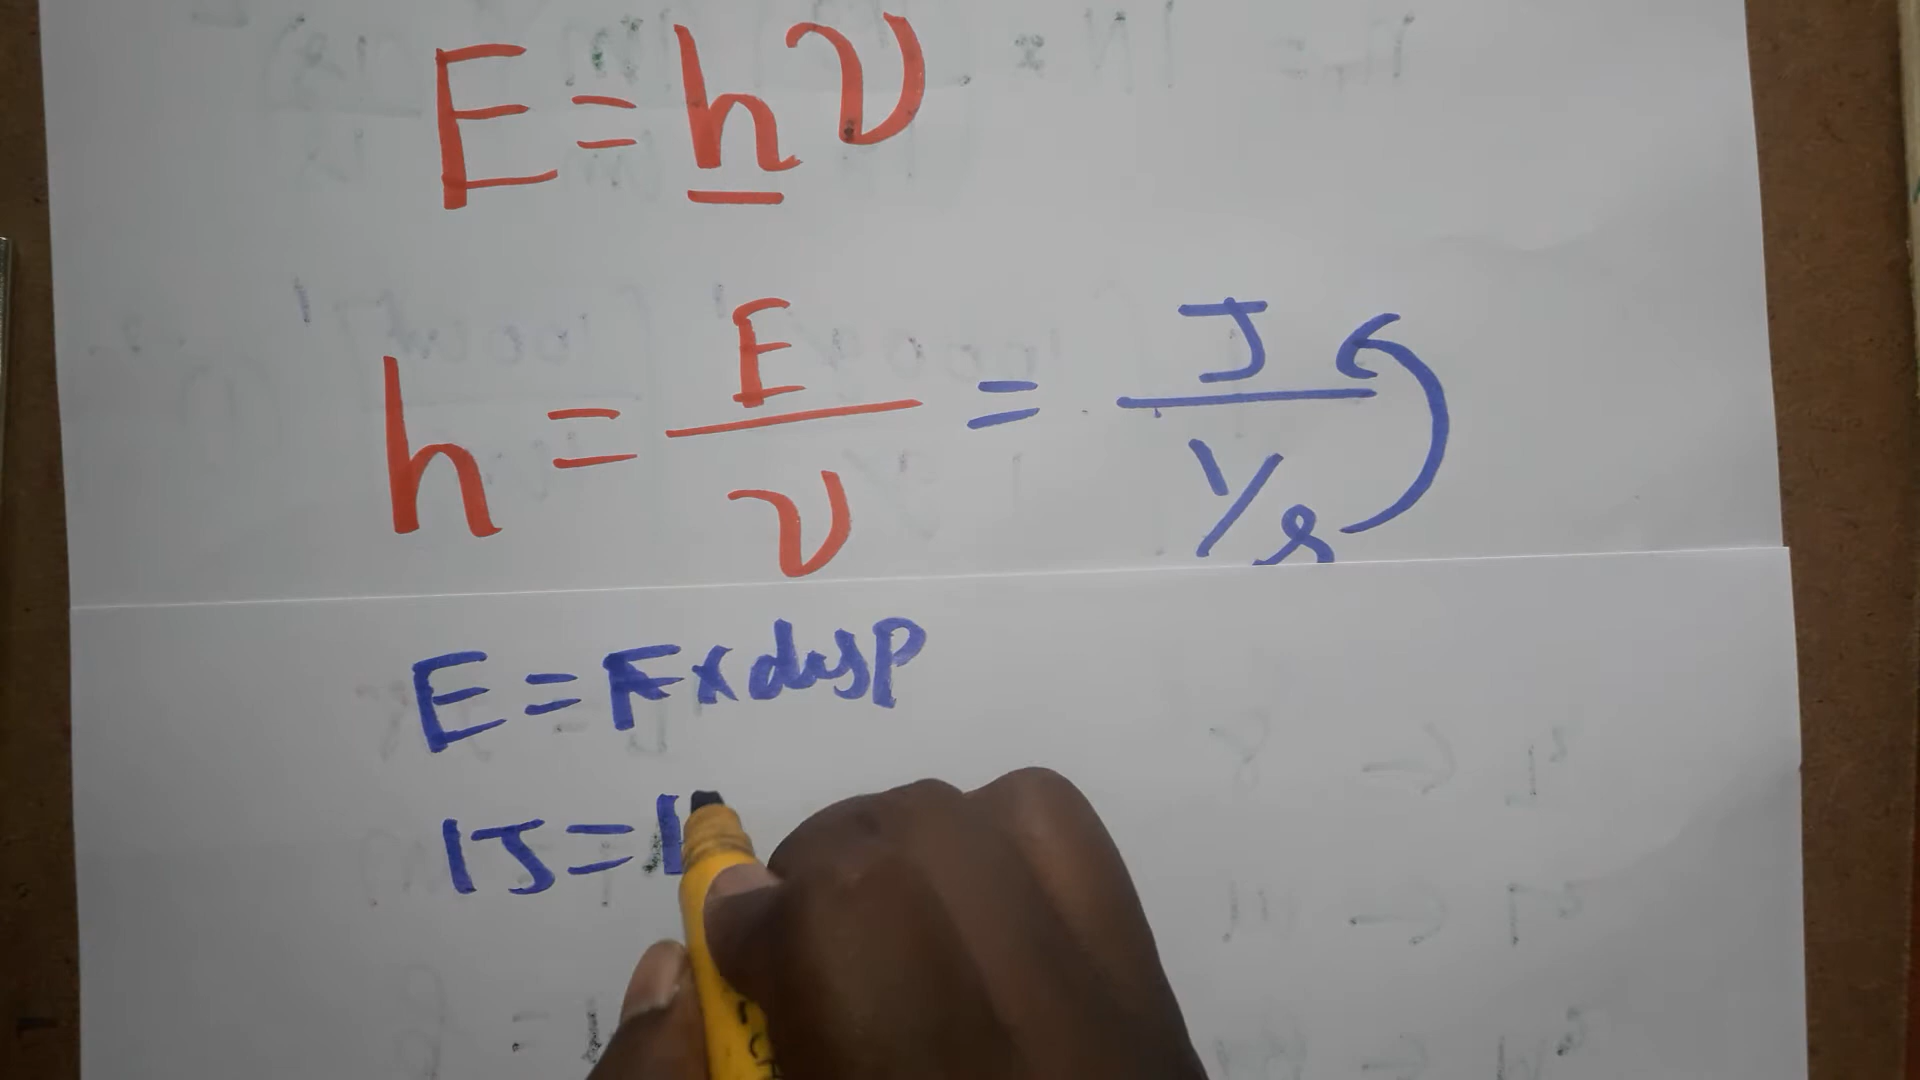 E = hν
h = E/ν = J/1/s
E = F x disp
1J = 1